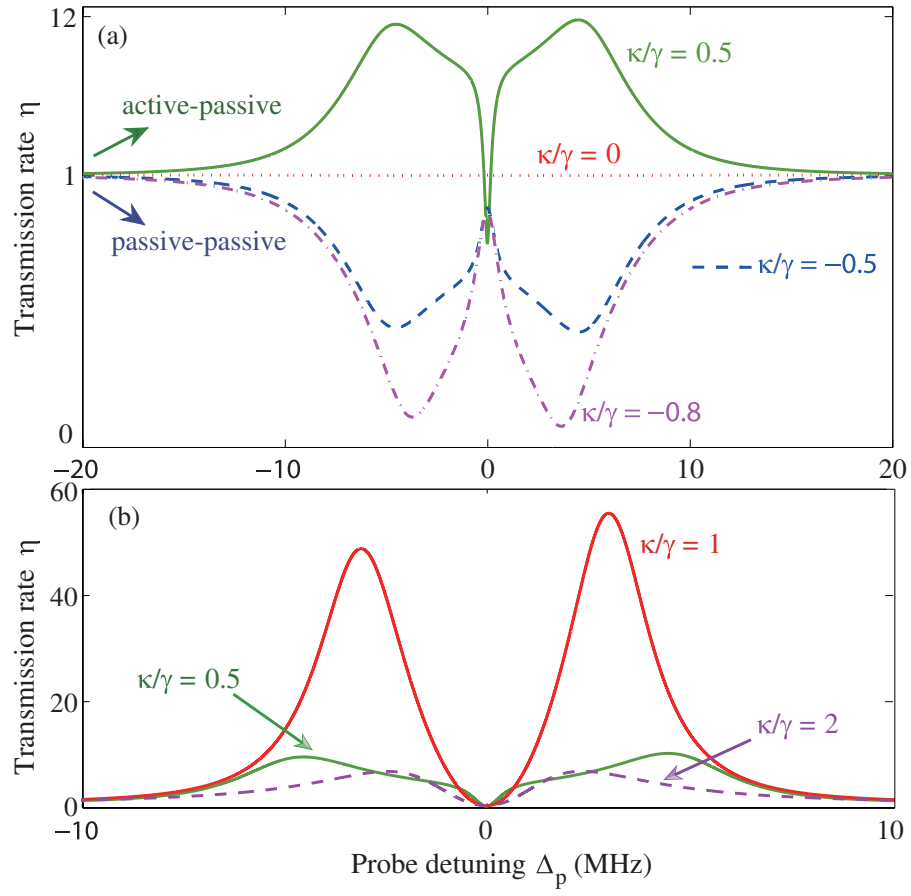 12
(a)
κ/γ = 0.5
active-passive
κ/γ = 0
1
passive-passive
κ/γ = −0.5
κ/γ = −0.8
0
Transmission rate η
−20
−10
0
10
20
60
(b)
κ/γ = 1
40
κ/γ = 0.5
κ/γ = 2
20
0
Transmission rate η
−10
0
10
Probe detuning Δp (MHz)